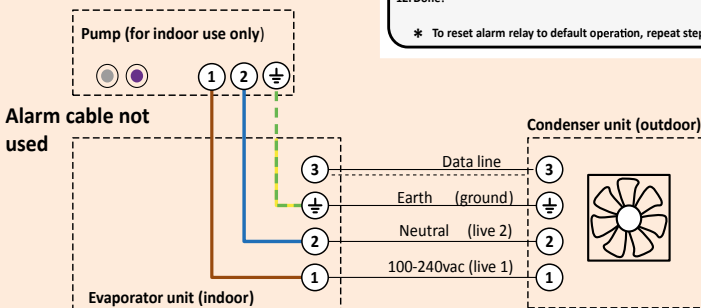 12. Done!
* To reset alarm relay to default operation, repeat step
Pump (for indoor use only)
1 2
Alarm cable not
used
Condenser unit (outdoor)
3 Data line 3
Earth (ground)
2 Neutral (live 2) 2
1 100-240vac (live 1) 1
Evaporator unit (indoor)